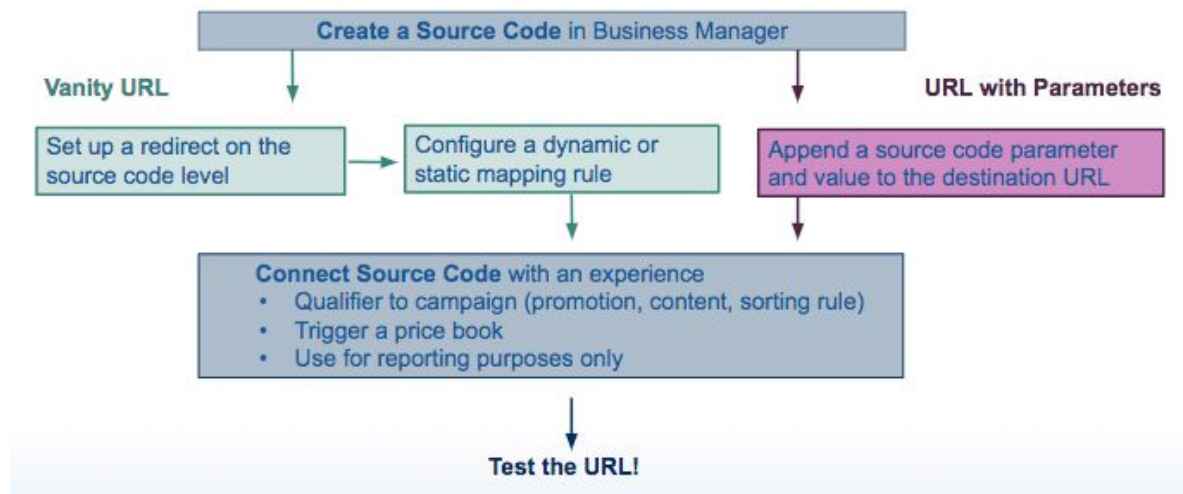 Create a Source Code in Business Manager
Vanity URL
URL with Parameters
Set up a redirect on the
source code level
Configure a dynamic or
static mapping rule
Append a source code parameter
and value to the destination URL
Connect Source Code with an experience
• Qualifier to campaign (promotion, content, sorting rule)
• Trigger a price book
• Use for reporting purposes only
Test the URL!